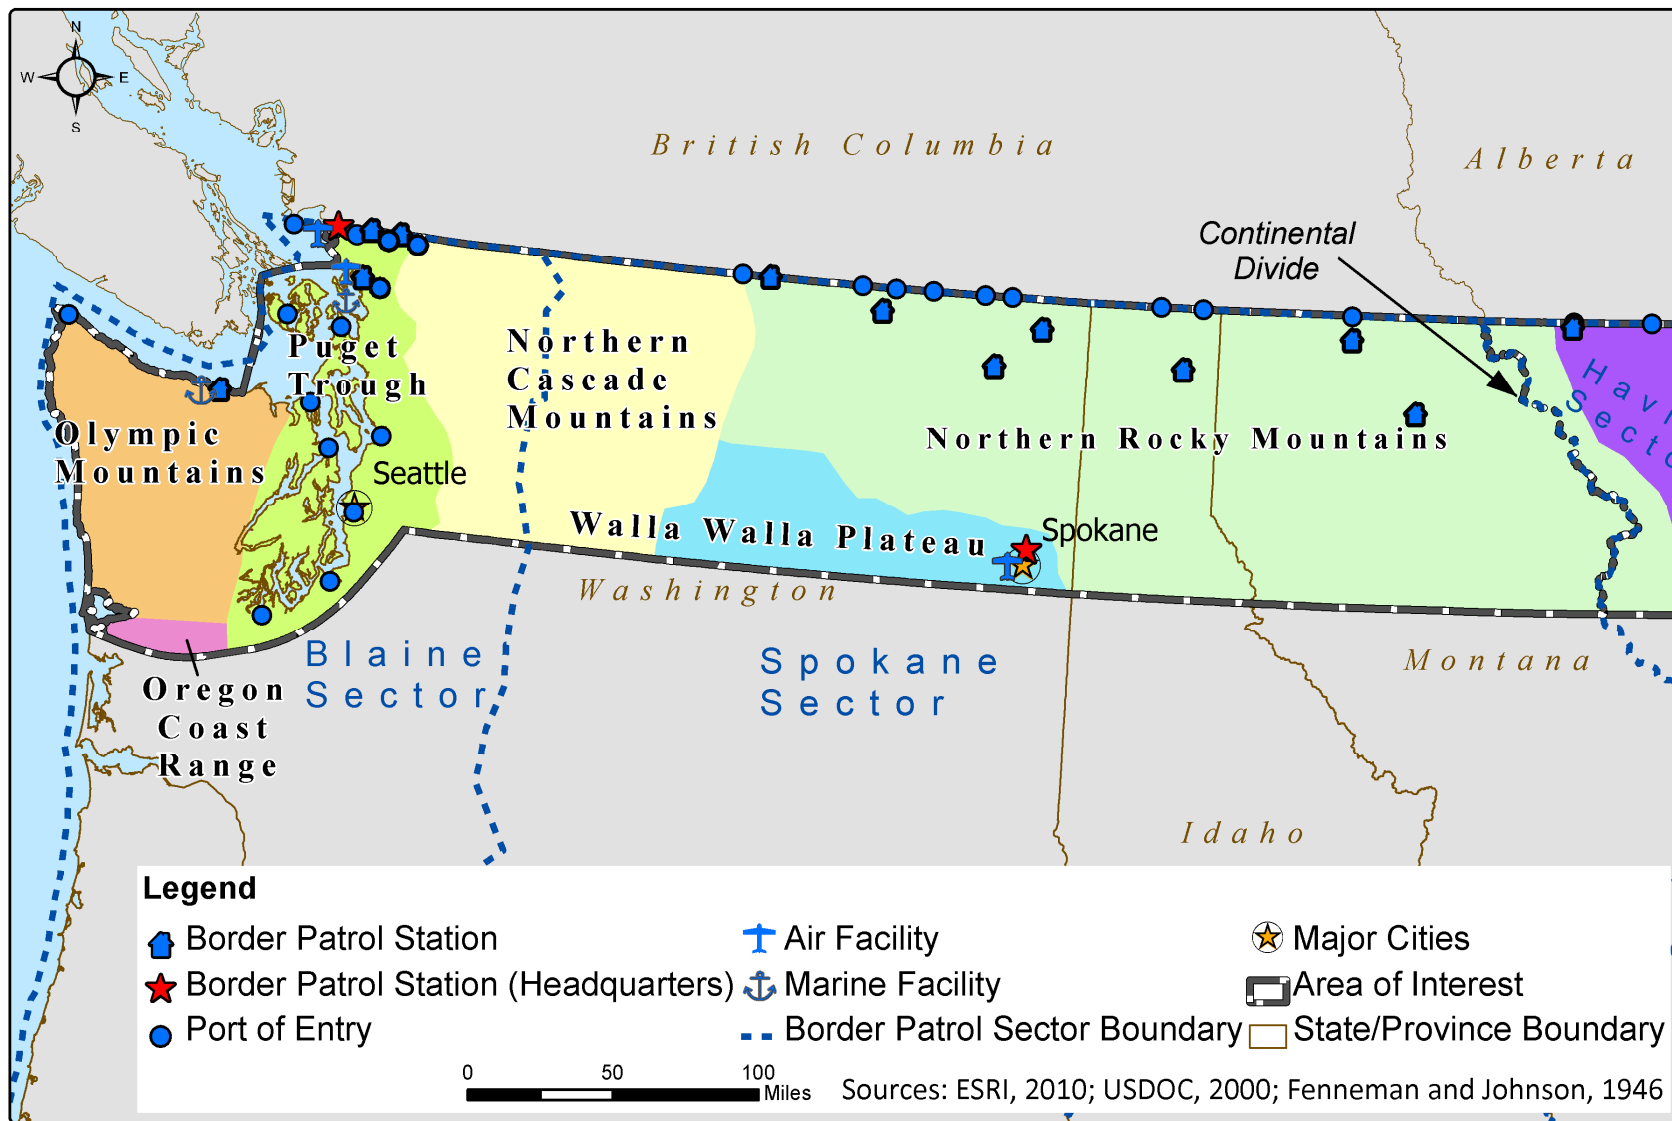 N
W E
S
British Columbia
Alberta
Continental
Divide
Puget
Trough
Northern
Cascade
Mountains
Olympic
Mountains
Seattle
Northern Rocky Mountains
Walla Walla Plateau
Spokane
Washington
Blaine
Sector
Spokane
Sector
Montana
Oregon
Coast
Range
Idaho
Legend
Border Patrol Station
Air Facility
Major Cities
Border Patrol Station (Headquarters)
Marine Facility
Area of Interest
Port of Entry
Border Patrol Sector Boundary
State/Province Boundary
0 50 100
Miles
Sources: ESRI, 2010; USDOC, 2000; Fenneman and Johnson, 1946